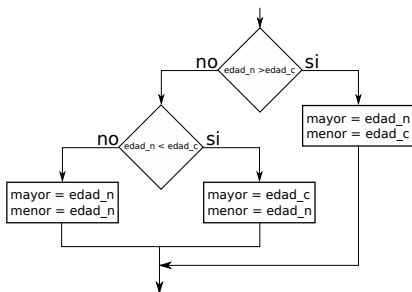 no
edad_n >edad_c
si
mayor = edad_n
menor = edad_c
no
edad_n < edad_c
si
mayor = edad_n
menor = edad_n
mayor = edad_c
menor = edad_n